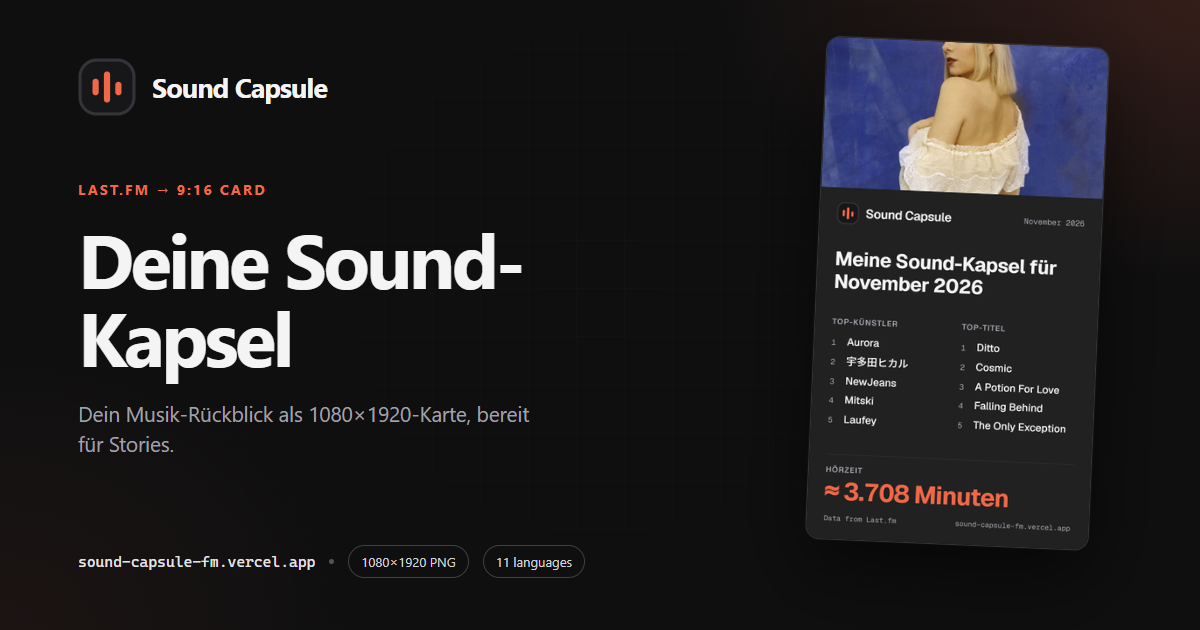 Sound Capsule
LAST.FM → 9:16 CARD
Deine Sound-
Kapsel
Dein Musik-Rückblick als 1080×1920-Karte, bereit
für Stories.
sound-capsule-fm.vercel.app • 1080×1920 PNG 11 languages
Sound Capsule November 2026
Meine Sound-Kapsel für
November 2026
TOP-KÜNSTLER
1 Aurora
2 宇多田ヒカル
3 NewJeans
4 Mitski
5 Laufey
TOP-TITEL
1 Ditto
2 Cosmic
3 A Potion For Love
4 Falling Behind
5 The Only Exception
HÖRZEIT
≈ 3.708 Minuten
Data from Last.fm sound-capsule-fm.vercel.app